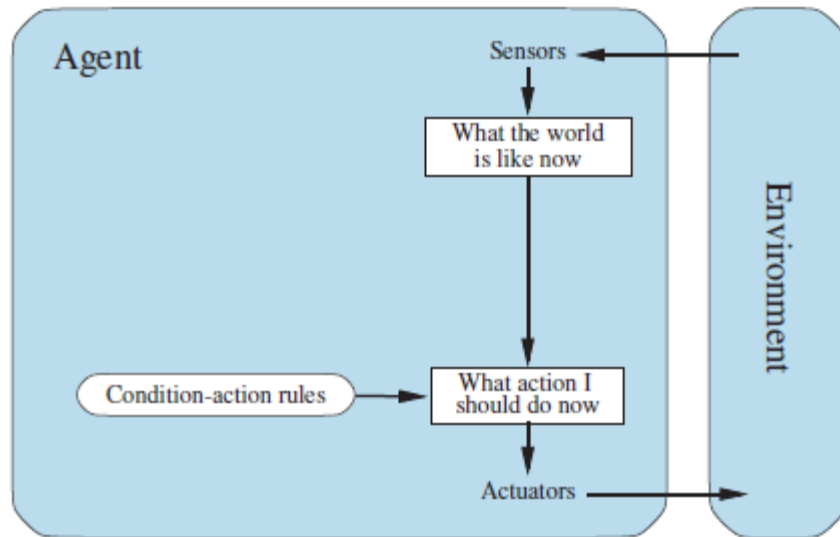 Agent
Sensors
What the world
is like now
Environment
Condition-action rules
What action I
should do now
Actuators